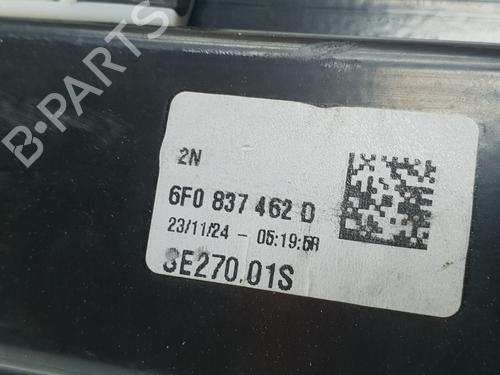 B-PARTS
2N
6F0 837 462 D
23/11/24 - 05:19:58
SE270.01S